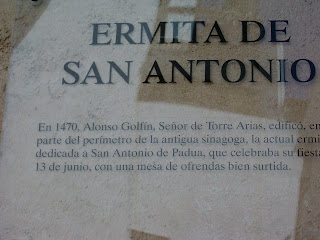 ERMITA DE
SAN ANTONIO
En 1470, Alonso Golfín, Señor de Torre Arias, edificó, en
parte del perímetro de la antigua sinagoga, la actual ermi
dedicada a San Antonio de Padua, que celebraba su fiesta
13 de junio, con una mesa de ofrendas bien surtida.